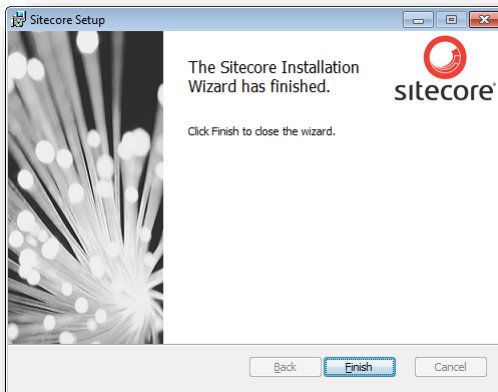 Sitecore Setup
The Sitecore Installation
Wizard has finished.
sitecore
Click Finish to close the wizard.
Back
Finish
Cancel